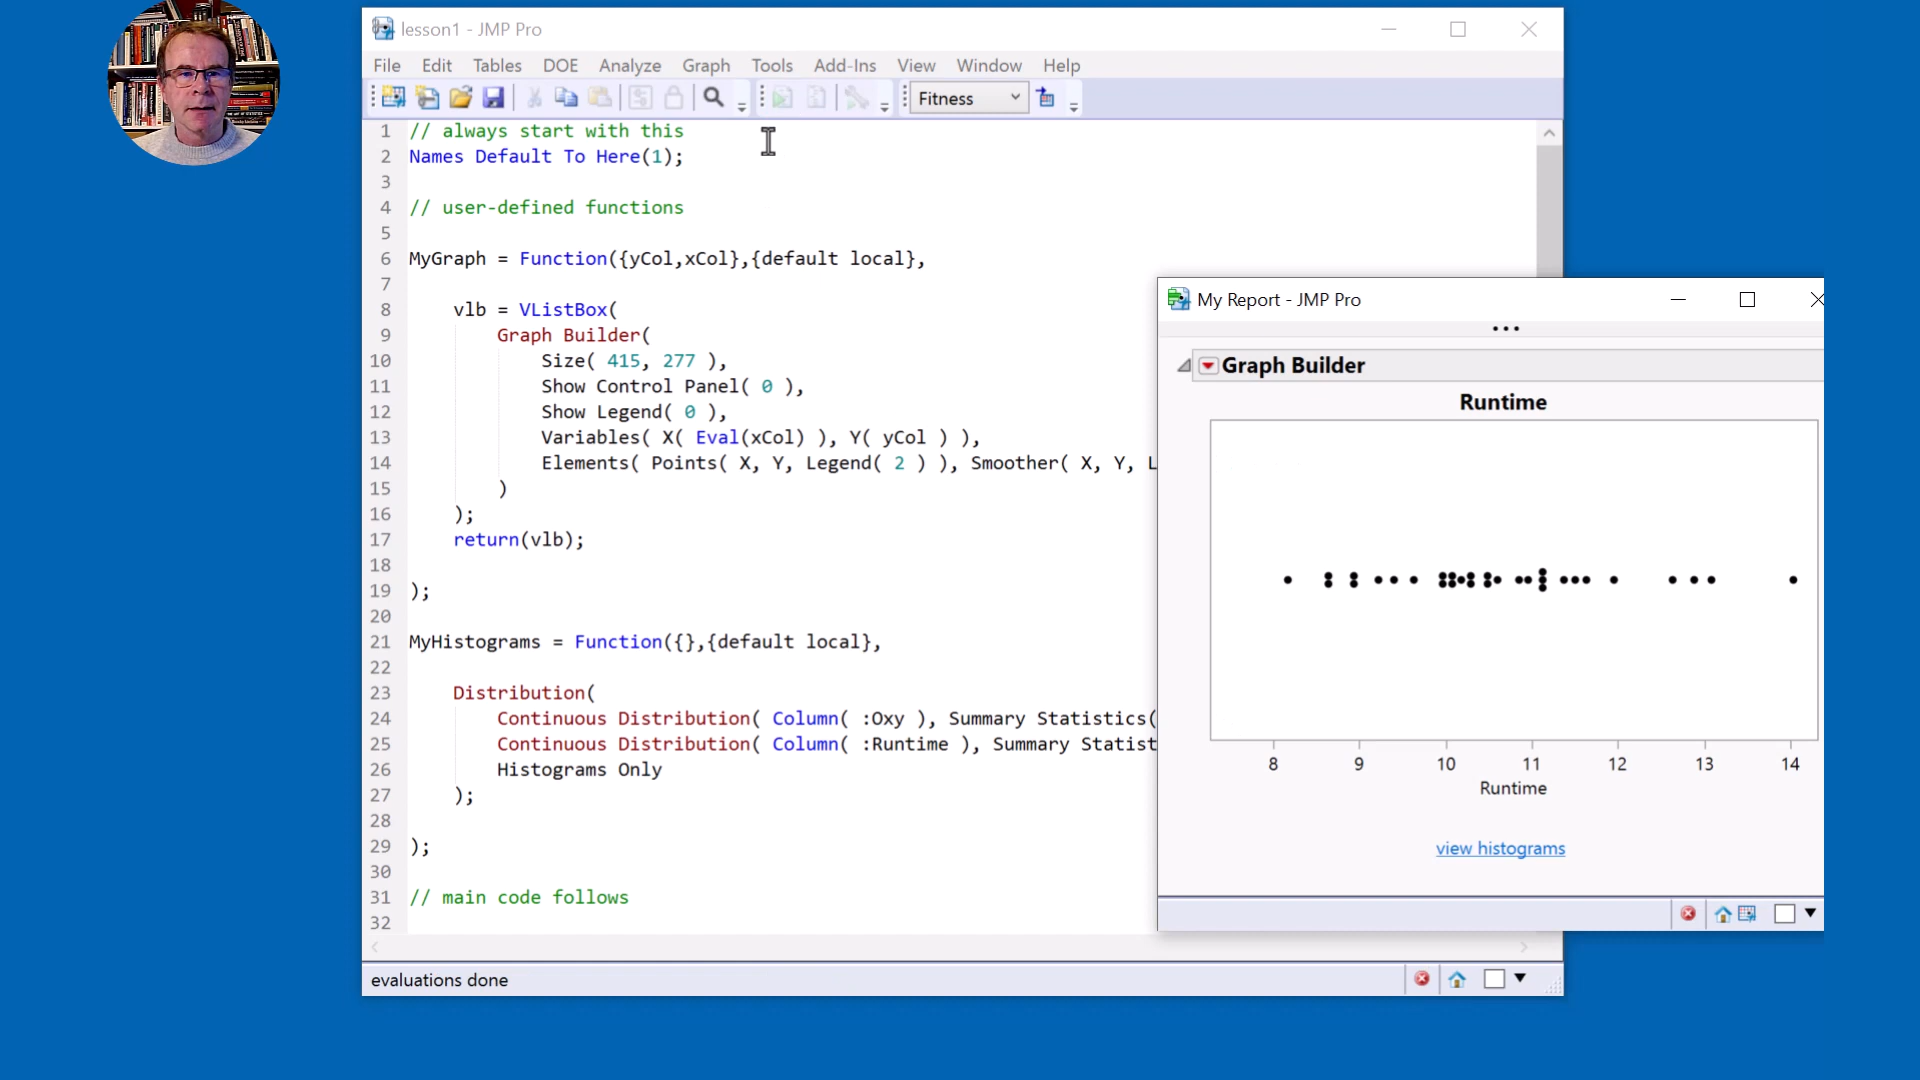 lesson1 - JMP Pro
File Edit Tables DOE Analyze Graph Tools Add-Ins View Window Help
Fitness
1 // always start with this
2 Names Default To Here(1);
3
4 // user-defined functions
5
6 MyGraph = Function({yCol,xCol},{default local},
7
8 vlb = VListBox(
9 Graph Builder(
10 Size( 415, 277 ),
11 Show Control Panel( 0 ),
12 Show Legend( 0 ),
13 Variables( X( Eval(xCol) ), Y( yCol ) ),
14 Elements( Points( X, Y, Legend( 2 ) ), Smoother( X, Y, L
15 )
16 );
17 return(vlb);
18
19 );
20
21 MyHistograms = Function({},{default local},
22
23 Distribution(
24 Continuous Distribution( Column( :Oxy ), Summary Statistics(
25 Continuous Distribution( Column( :Runtime ), Summary Statist
26 Histograms Only
27 );
28
29 );
30
31 // main code follows
32
evaluations done
My Report - JMP Pro
Graph Builder
Runtime
8 9 10 11 12 13 14
Runtime
view histograms